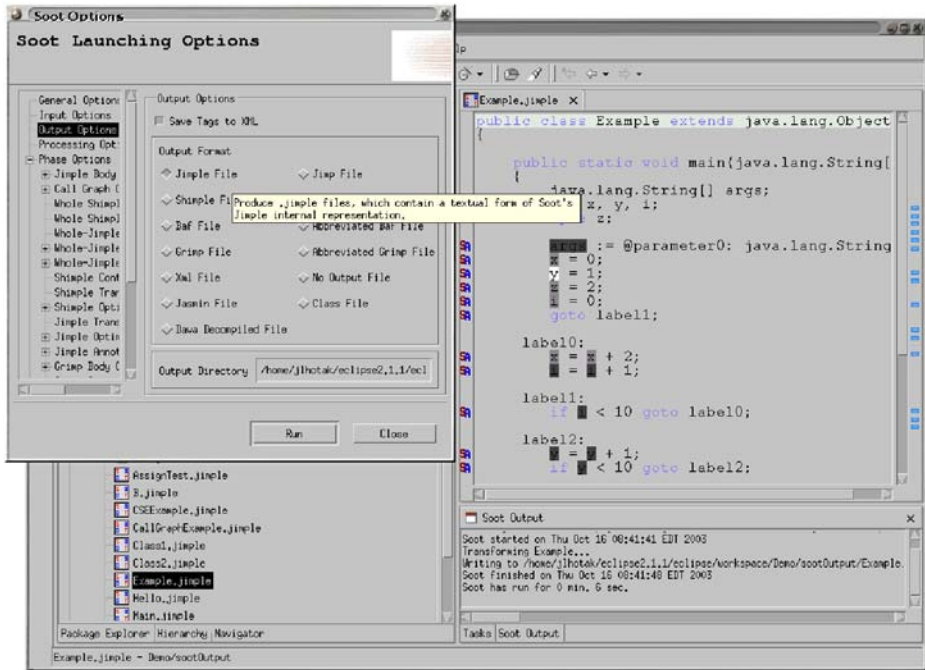 Soot Options
Soot Launching Options
General Option
Input Options
Output Options
Processing Opt
Phase Options
Jimple Body
Call Graph C
Whole Shimpl
Whole Shimpl
Whole-Jimple
Whole-Jimple
Whole-Jimple
Shimple Cont
Shimple Tran
Shimple Opti
Jimple Trans
Jimple Optim
Jimple Annot
Grimp Body C
Output Options
Save Tags to XML
Output Format
Jimple File
Jimp File
Shimple Fi
Produce .jimple files, which contain a textual form of Soot's
Jimple internal representation.
Baf File
Abbreviated Baf File
Grimp File
Abbreviated Grimp File
Xml File
No Output File
Jasmin File
Class File
Dava Decompiled File
Output Directory
/home/jlhotak/eclipse2.1.1/ecl
Run
Close
lp
Example.jimple
public class Example extends java.lang.Object
{
public static void main(java.lang.String[
{
java.lang.String[] args;
x, y, i;
z;
args := @parameter0: java.lang.String
x = 0;
y = 1;
z = 2;
i = 0;
goto label1;
label0:
x = x + 2;
i = i + 1;
label1:
if i < 10 goto label0;
label2:
y = y + 1;
if y < 10 goto label2;
AssignTest.jimple
B.jimple
CSEExample.jimple
CallGraphExample.jimple
Class1.jimple
Class2.jimple
Example.jimple
Hello.jimple
Main.jimple
Package Explorer
Hierarchy
Navigator
Soot Output
Soot started on Thu Oct 16 08:41:41 EDT 2003
Transforming Example...
Writing to /home/jlhotak/eclipse2.1.1/eclipse/workspace/Demo/sootOutput/Example.
Soot finished on Thu Oct 16 08:41:48 EDT 2003
Soot has run for 0 min. 6 sec.
Tasks
Soot Output
Example.jimple - Demo/sootOutput